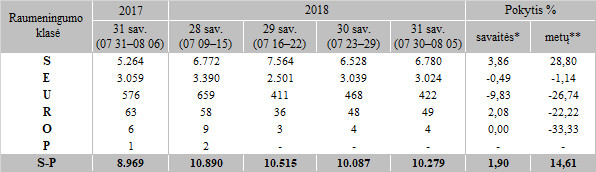 Raumeningumo klasė 2017 2018 Pokytis %
31 sav. (07 31–08 06) 28 sav. (07 09–15) 29 sav. (07 16–22) 30 sav. (07 23–29) 31 sav. (07 30–08 05) savaitės* metų**
S 5.264 6.772 7.564 6.528 6.780 3,86 28,80
E 3.059 3.390 2.501 3.039 3.024 -0,49 -1,14
U 576 659 411 468 422 -9,83 -26,74
R 63 58 36 48 49 2,08 -22,22
O 6 9 3 4 4 0,00 -33,33
P 1 2 - - - - -
S-P 8.969 10.890 10.515 10.087 10.279 1,90 14,61